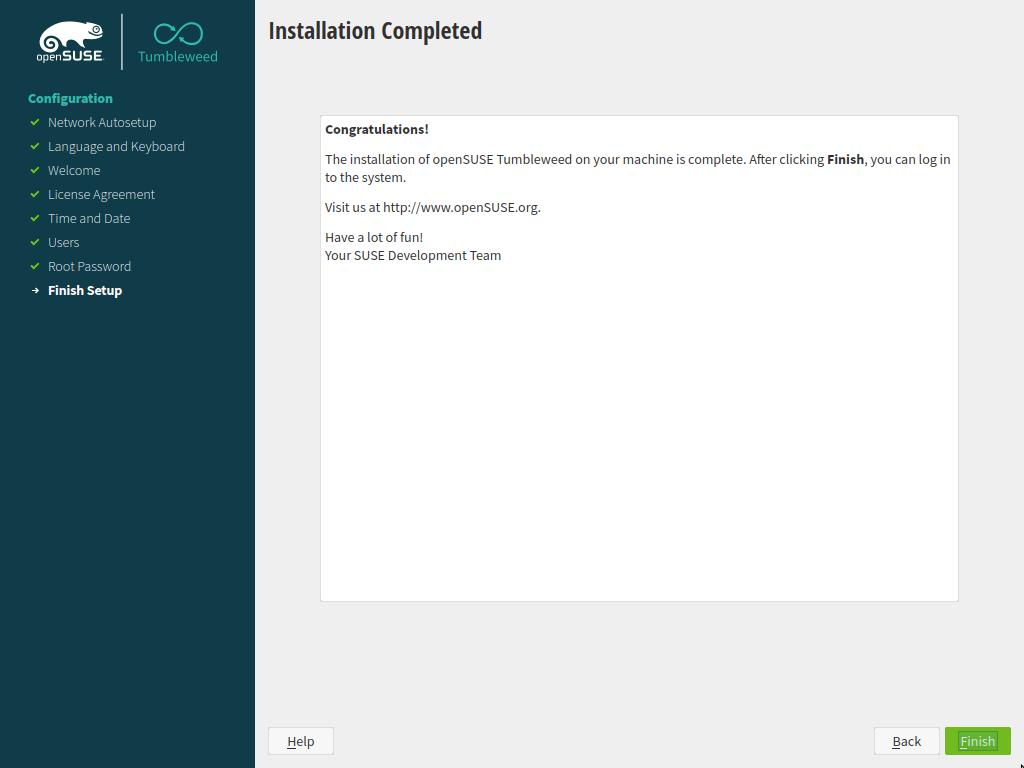 openSUSE
Tumbleweed
Configuration
Network Autosetup
Language and Keyboard
Welcome
License Agreement
Time and Date
Users
Root Password
Finish Setup
Installation Completed
Congratulations!
The installation of openSUSE Tumbleweed on your machine is complete. After clicking Finish, you can log in
to the system.
Visit us at http://www.openSUSE.org.
Have a lot of fun!
Your SUSE Development Team
Help
Back
Finish